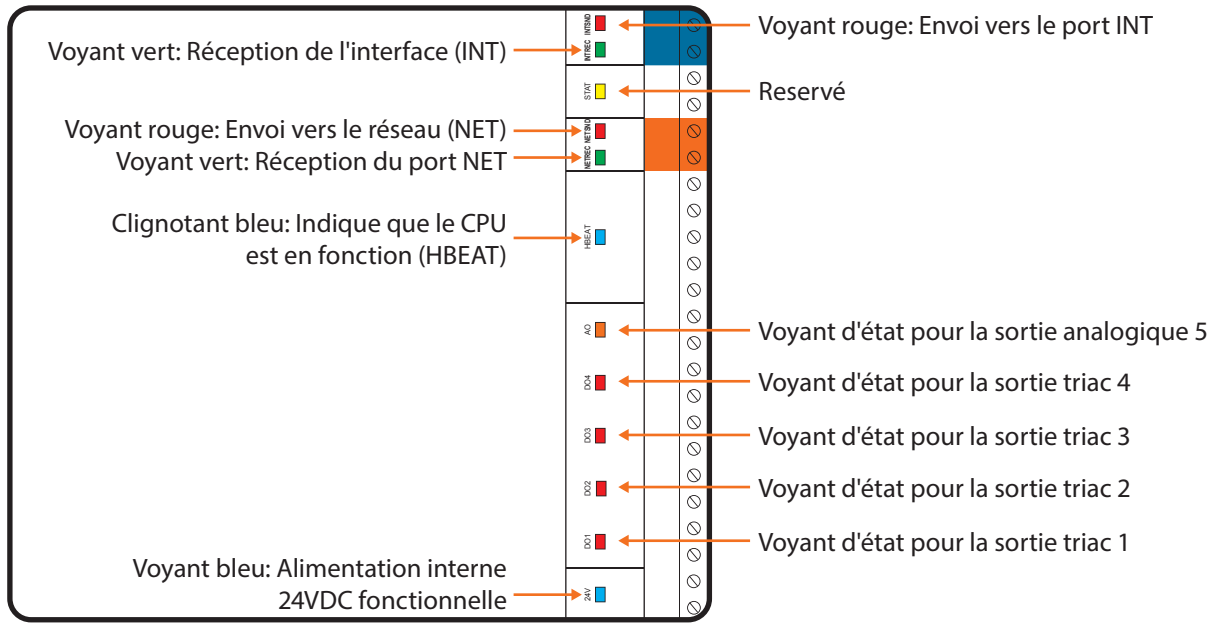 Voyant rouge: Envoi vers le port INT
Voyant vert: Réception de l'interface (INT)
INTREC INTSND
STAT
Reservé
Voyant rouge: Envoi vers le réseau (NET)
Voyant vert: Réception du port NET
NETREC NETSND
Clignotant bleu: Indique que le CPU
est en fonction (HBEAT)
HBEAT
AO
Voyant d'état pour la sortie analogique 5
DO4
Voyant d'état pour la sortie triac 4
DO3
Voyant d'état pour la sortie triac 3
DO2
Voyant d'état pour la sortie triac 2
DO1
Voyant d'état pour la sortie triac 1
Voyant bleu: Alimentation interne
24VDC fonctionnelle
24V